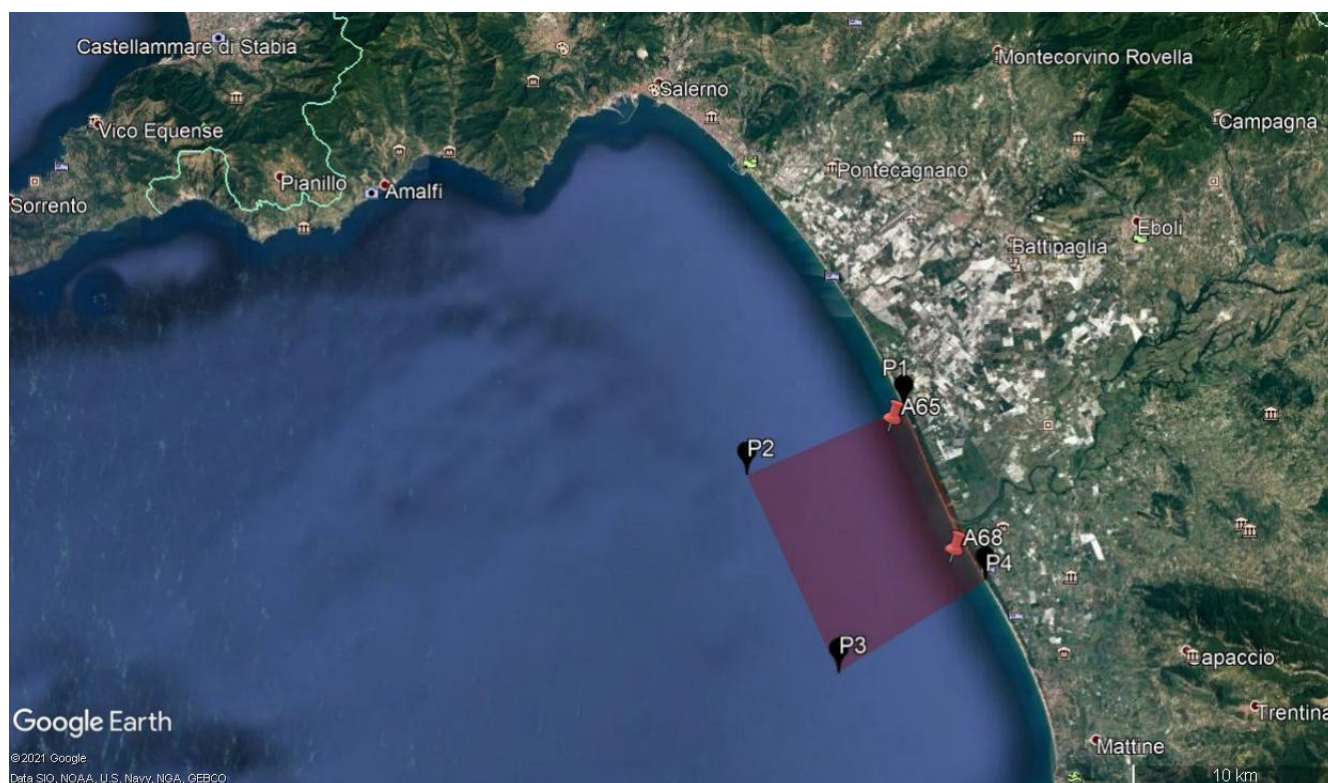 Castellammare di Stabia
Salerno
Montecorvino Rovella
Vico Equense
Campagna
Pontecagnano
Pianillo
Amalfi
Sorrento
Eboli
Battipaglia
P1
A65
P2
A68
P4
P3
Capaccio
Trentina
Google Earth
Mattine
© 2021 Google
Data SIO, NOAA, U.S. Navy, NGA, GEBCO
10 km